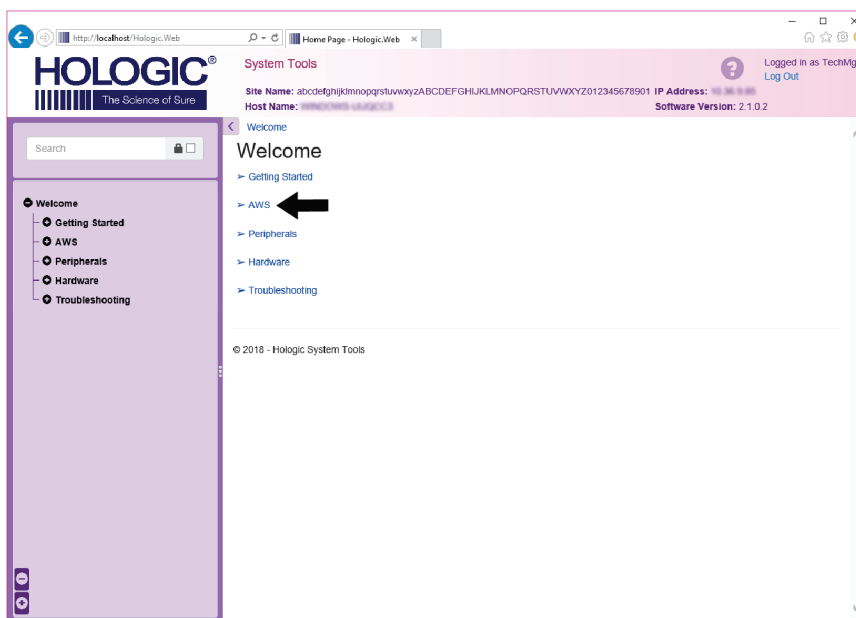 http://localhost/Hologic.Web
Home Page - Hologic.Web
HOLOGIC®
The Science of Sure
System Tools
Logged in as TechMg
Log Out
Site Name: abcdefghijklmnopqrstuvwxyzABCDEFGHIJKLMNOPQRSTUVWXYZ012345678901 IP Address:
Host Name:
Software Version: 2.1.0.2
Search
Welcome
Getting Started
AWS
Peripherals
Hardware
Troubleshooting
Welcome
Welcome
➢ Getting Started
➢ AWS
➢ Peripherals
➢ Hardware
➢ Troubleshooting
© 2018 - Hologic System Tools